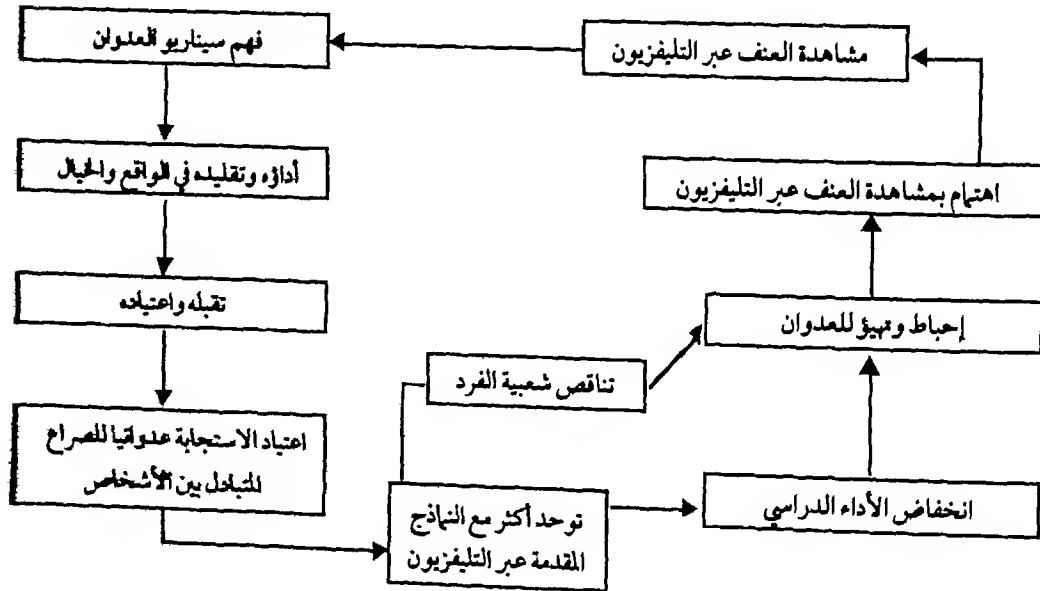 مشاهدة العنف عبر التليفزيون
فهم سيناريو العدوان
أداؤه وتقليده في الواقع والخيال
تقبله واعتياده
اعتياد الاستجابة عدوانيا للصراع
المتبادل بين الأشخاص
توحد أكثر مع النماذج
المقدمة عبر التليفزيون
تناقص شعبية الفرد
انخفاض الأداء الدراسي
إحباط وتهيؤ للعدوان
اهتمام بمشاهدة العنف عبر التليفزيون